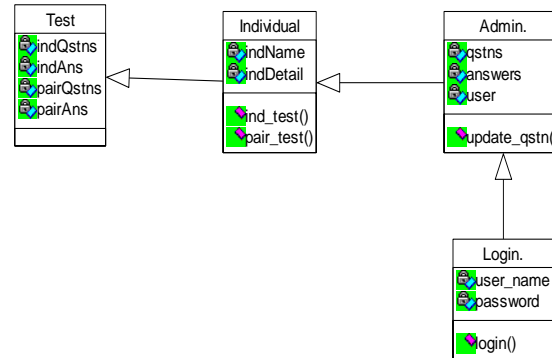 Test
indQstns
indAns
pairQstns
pairAns
Individual
indName
indDetail
ind_test()
pair_test()
Admin.
qstns
answers
user
update_qstn(
Login.
user_name
password
login()